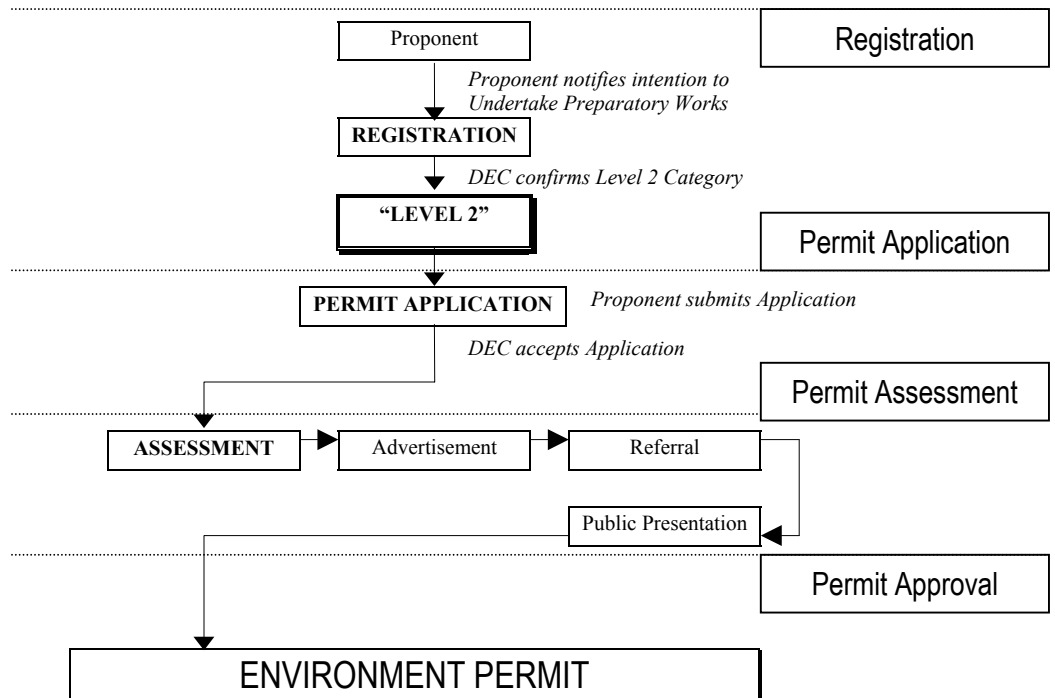 Registration
Proponent
Proponent notifies intention to
Undertake Preparatory Works
REGISTRATION
DEC confirms Level 2 Category
“LEVEL 2”
Permit Application
PERMIT APPLICATION
Proponent submits Application
DEC accepts Application
Permit Assessment
ASSESSMENT
Advertisement
Referral
Public Presentation
Permit Approval
ENVIRONMENT PERMIT